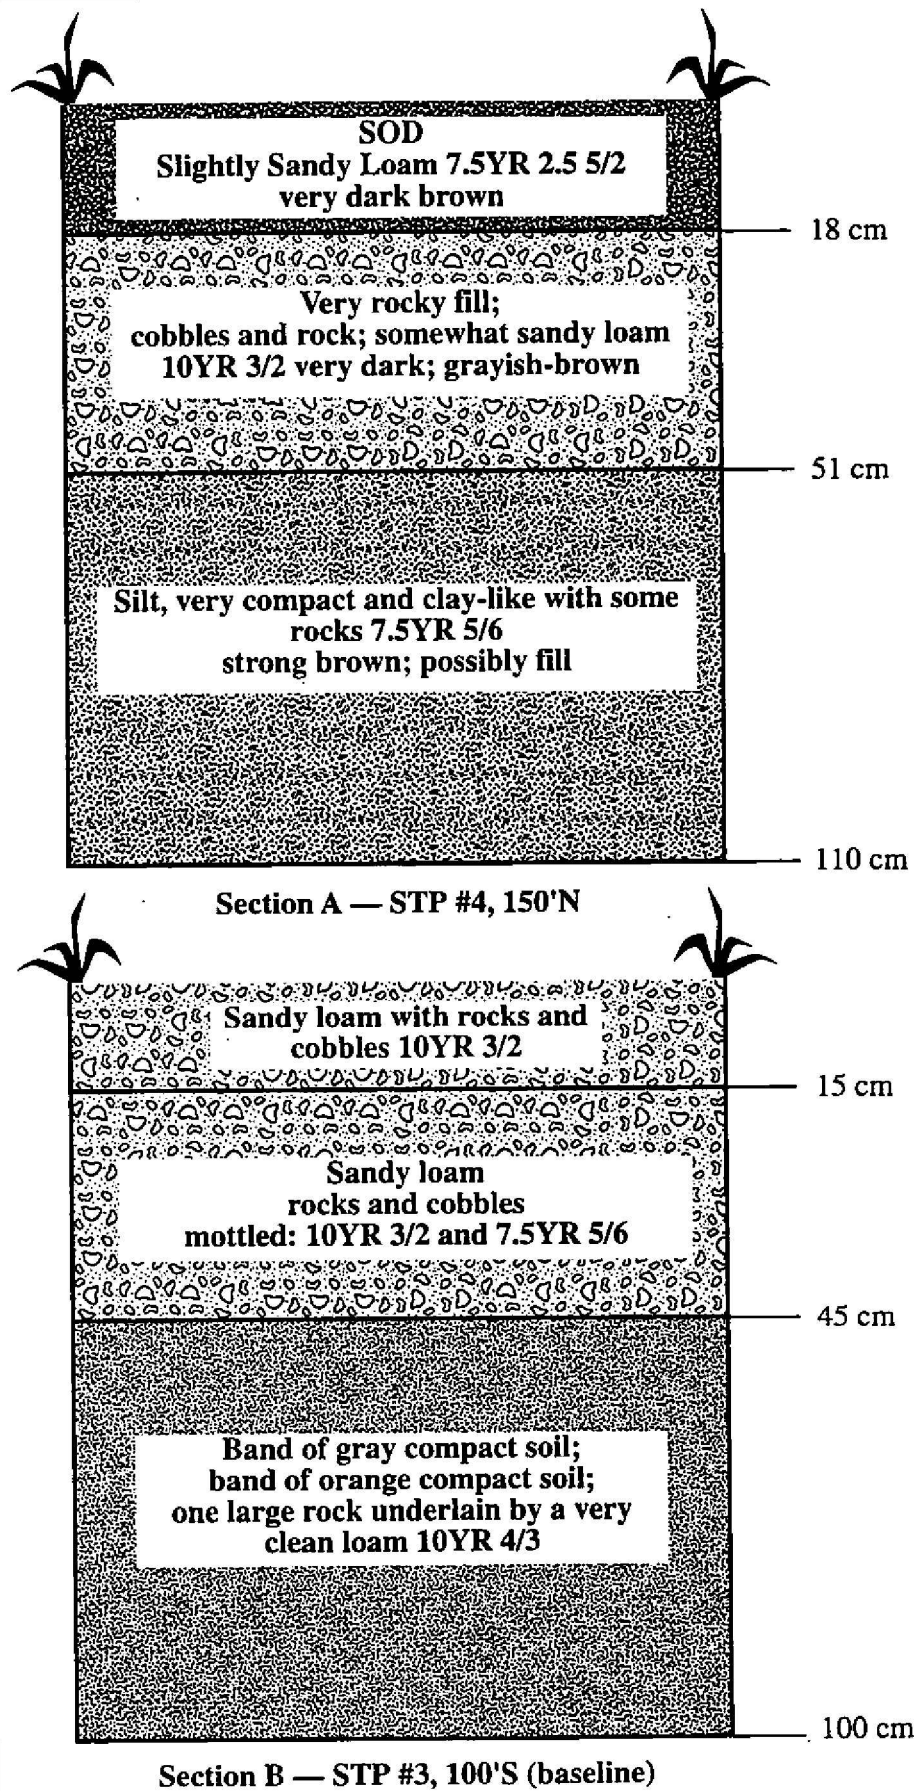 SOD
Slightly Sandy Loam 7.5YR 2.5 5/2
very dark brown
18 cm
Very rocky fill;
cobbles and rock; somewhat sandy loam
10YR 3/2 very dark; grayish-brown
51 cm
Silt, very compact and clay-like with some
rocks 7.5YR 5/6
strong brown; possibly fill
110 cm
Section A — STP #4, 150'N
Sandy loam with rocks and
cobbles 10YR 3/2
15 cm
Sandy loam
rocks and cobbles
mottled: 10YR 3/2 and 7.5YR 5/6
45 cm
Band of gray compact soil;
band of orange compact soil;
one large rock underlain by a very
clean loam 10YR 4/3
100 cm
Section B — STP #3, 100'S (baseline)